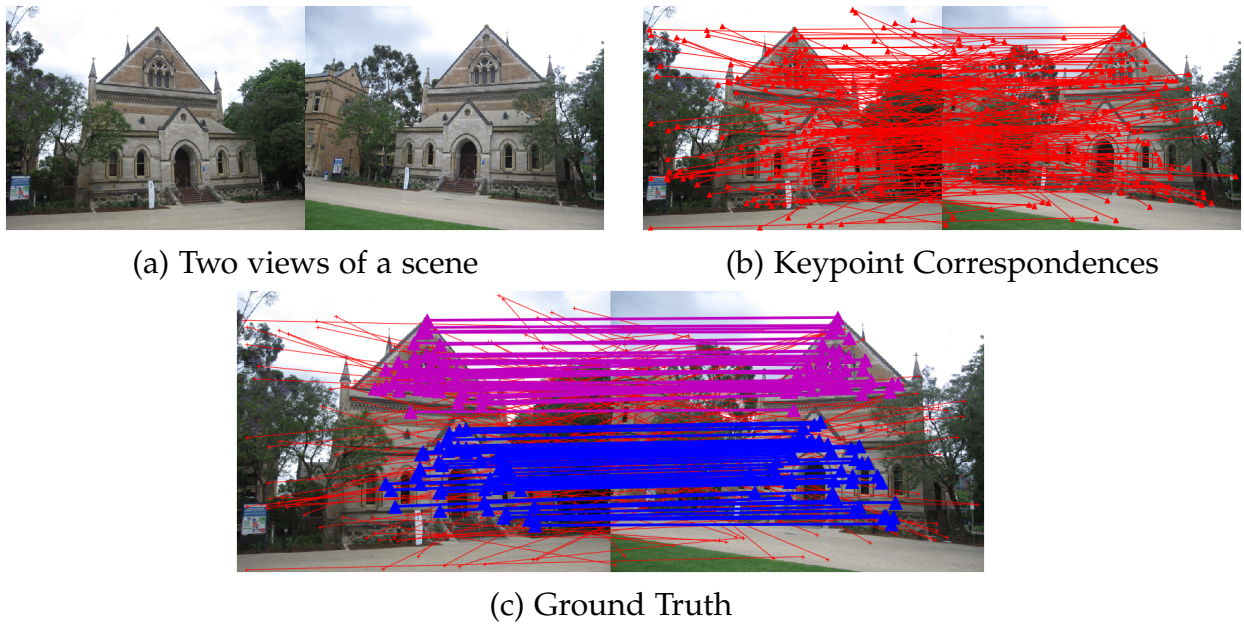 (a) Two views of a scene
(b) Keypoint Correspondences
(c) Ground Truth